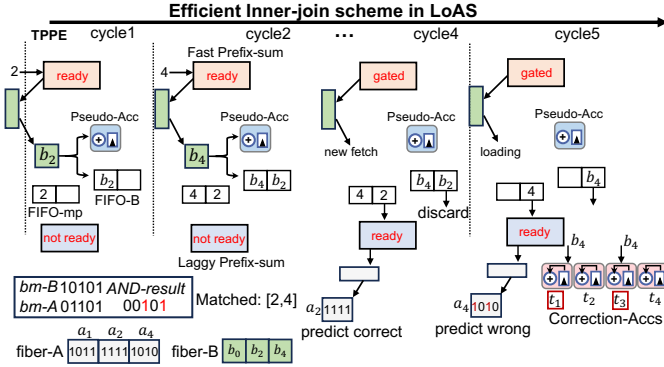 Efficient Inner-join scheme in LoAS
TPPE cycle1 cycle2 ... cycle4 cycle5
Fast Prefix-sum
2 ready 4 ready gated gated
Pseudo-Acc Pseudo-Acc Pseudo-Acc Pseudo-Acc
new fetch loading
b₂ b₄
b₂ b₄ b₂ b₄ b₂ b₄
2 4 2 4 2 4
FIFO-mp FIFO-B discard
not ready not ready ready ready
b₄ b₄
Laggy Prefix-sum
bm-B 10101 AND-result
bm-A 01101 00101
Matched: [2,4]
a₂ 1111 a₄ 1010 t₁ t₂ t₃ t₄
predict correct predict wrong Correction-Accs
a₁ a₂ a₄
fiber-A 1011 1111 1010 fiber-B b₀ b₂ b₄